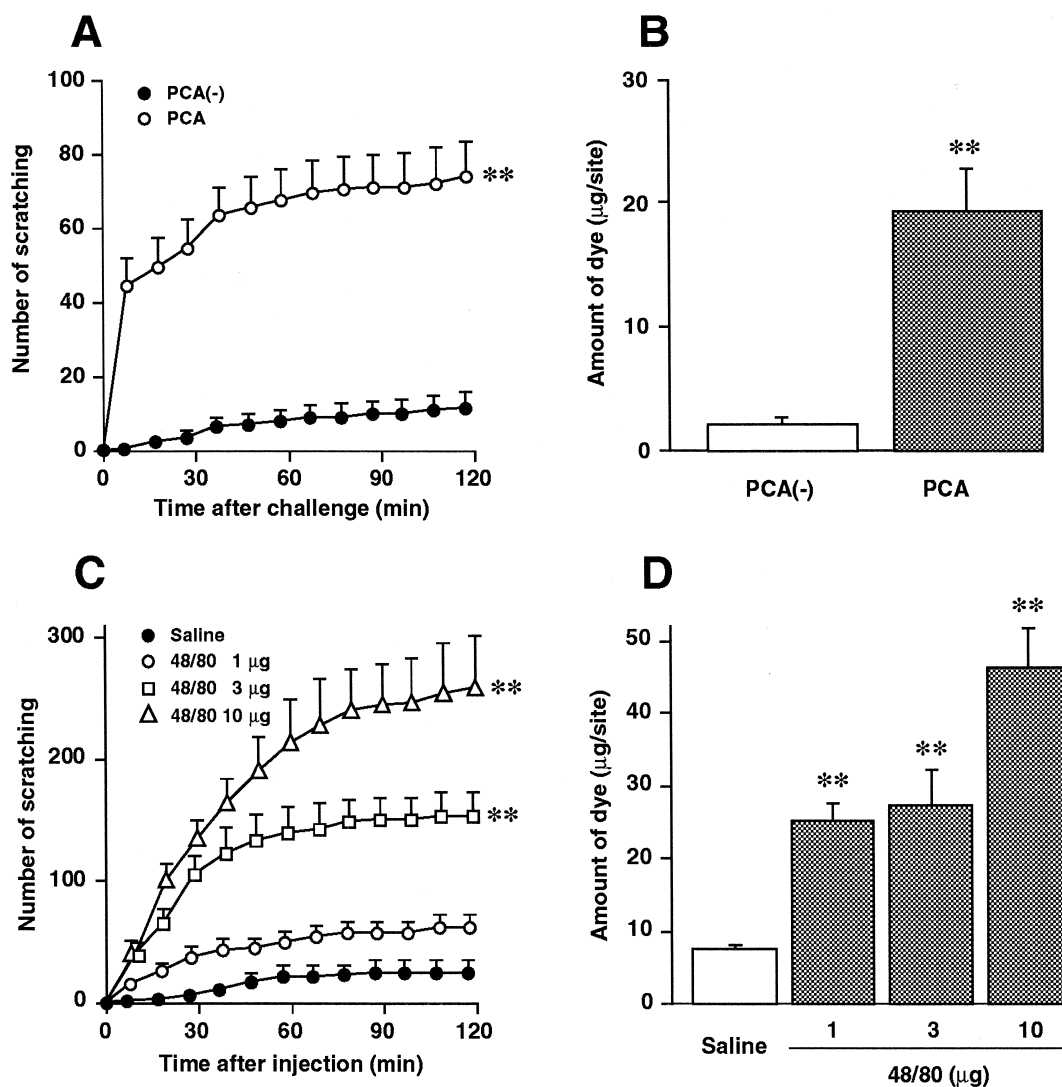 A
100
80
60
40
20
0
Number of scratching
PCA(-)
PCA
**
0 30 60 90 120
Time after challenge (min)
B
30
20
10
0
Amount of dye (µg/site)
**
PCA(-) PCA
C
300
200
100
0
Number of scratching
Saline
48/80 1 µg
48/80 3 µg
48/80 10 µg
**
**
0 30 60 90 120
Time after injection (min)
D
50
40
30
20
10
0
Amount of dye (µg/site)
**
**
**
Saline 1 3 10
48/80 (µg)